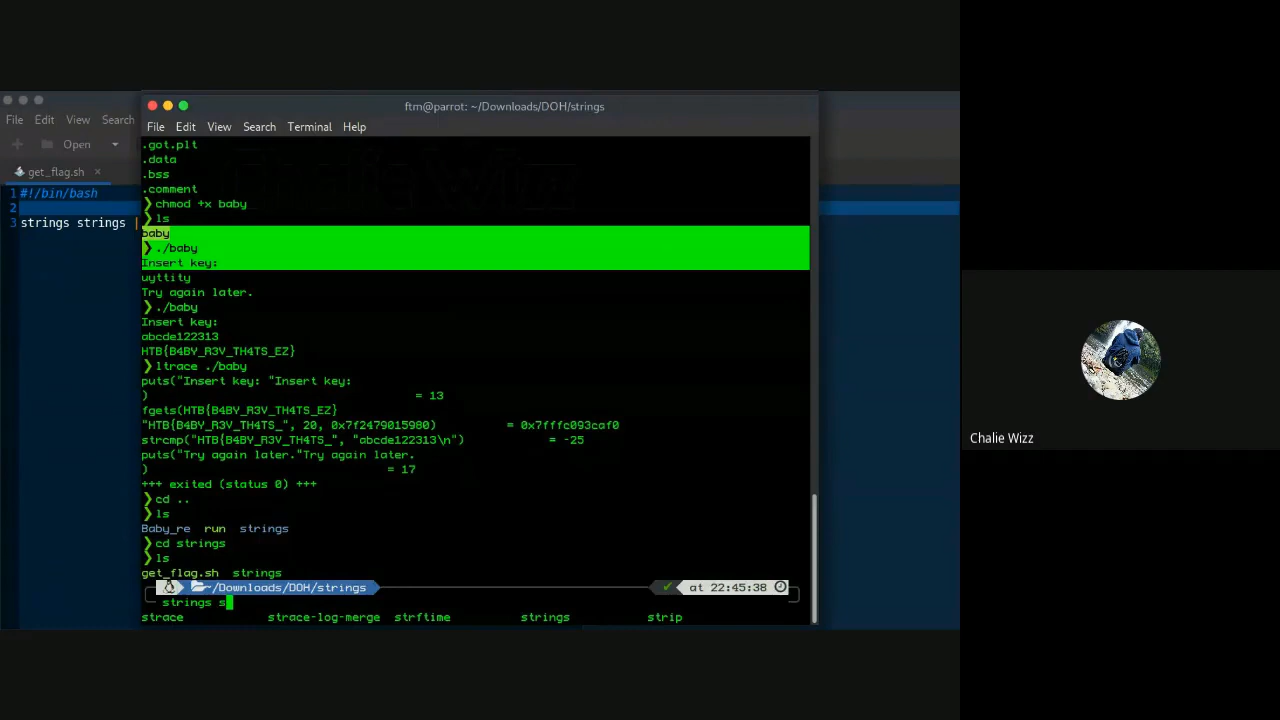 ftm@parrot: ~/Downloads/DOH/strings
File Edit View Search
File Edit View Search Terminal Help
Open
get_flag.sh ×
1 #!/bin/bash
2
3 strings strings |
.got.plt
.data
.bss
.comment
❯ chmod +x baby
❯ ls
baby
❯ ./baby
Insert key:
uyttity
Try again later.
❯ ./baby
Insert key:
abcde122313
HTB{B4BY_R3V_TH4TS_EZ}
❯ ltrace ./baby
puts("Insert key: "Insert key:
) = 13
fgets(HTB{B4BY_R3V_TH4TS_EZ}
"HTB{B4BY_R3V_TH4TS_", 20, 0x7f2479015980) = 0x7fffc093caf0
strcmp("HTB{B4BY_R3V_TH4TS_", "abcde122313\n") = -25
puts("Try again later."Try again later.
) = 17
+++ exited (status 0) +++
❯ cd ..
❯ ls
Baby_re run strings
❯ cd strings
❯ ls
get_flag.sh strings
~/Downloads/DOH/strings ✔ at 22:45:38
strings s
strace strace-log-merge strftime strings strip
Chalie Wizz